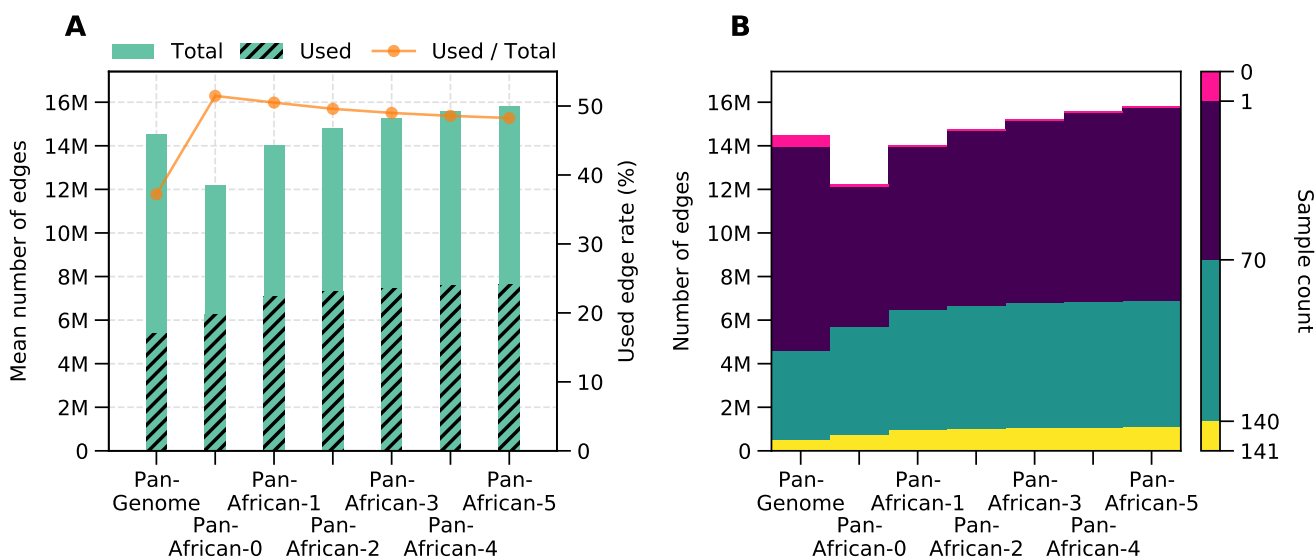 A
Total Used Used / Total
16M
14M
12M
10M
8M
6M
4M
2M
0
Mean number of edges
50
40
30
20
10
0
Used edge rate (%)
Pan-Genome
Pan-African-0
Pan-African-1
Pan-African-2
Pan-African-3
Pan-African-4
Pan-African-5
B
16M
14M
12M
10M
8M
6M
4M
2M
0
Number of edges
Pan-Genome
Pan-African-0
Pan-African-1
Pan-African-2
Pan-African-3
Pan-African-4
Pan-African-5
0
1
70
140
141
Sample count